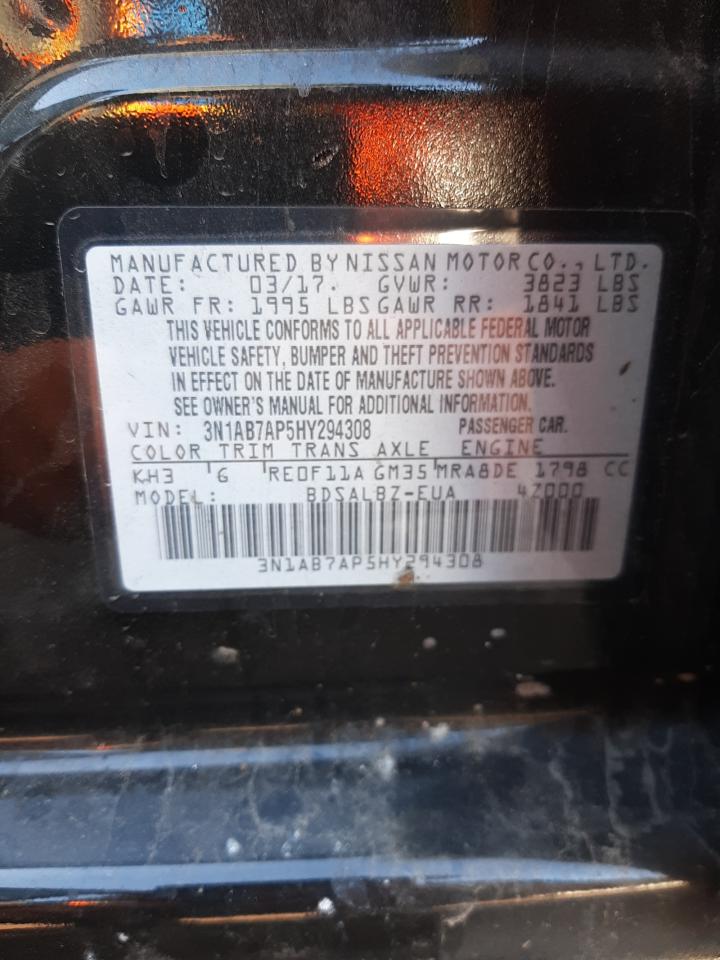 MANUFACTURED BY NISSAN MOTOR CO., LTD.
DATE: 03/17. GVWR: 3823 LBS
GAWR FR: 1995 LBS GAWR RR: 1841 LBS
THIS VEHICLE CONFORMS TO ALL APPLICABLE FEDERAL MOTOR
VEHICLE SAFETY, BUMPER AND THEFT PREVENTION STANDARDS
IN EFFECT ON THE DATE OF MANUFACTURE SHOWN ABOVE.
SEE OWNER'S MANUAL FOR ADDITIONAL INFORMATION.
VIN: 3N1AB7AP5HY294308 PASSENGER CAR.
COLOR TRIM TRANS AXLE ENGINE
KH3 'G 'RE0F11A GM35 'MRA8DE 1798 CC
MODEL: BDSALBZ-EUA 4Z000
3N1AB7AP5HY294308